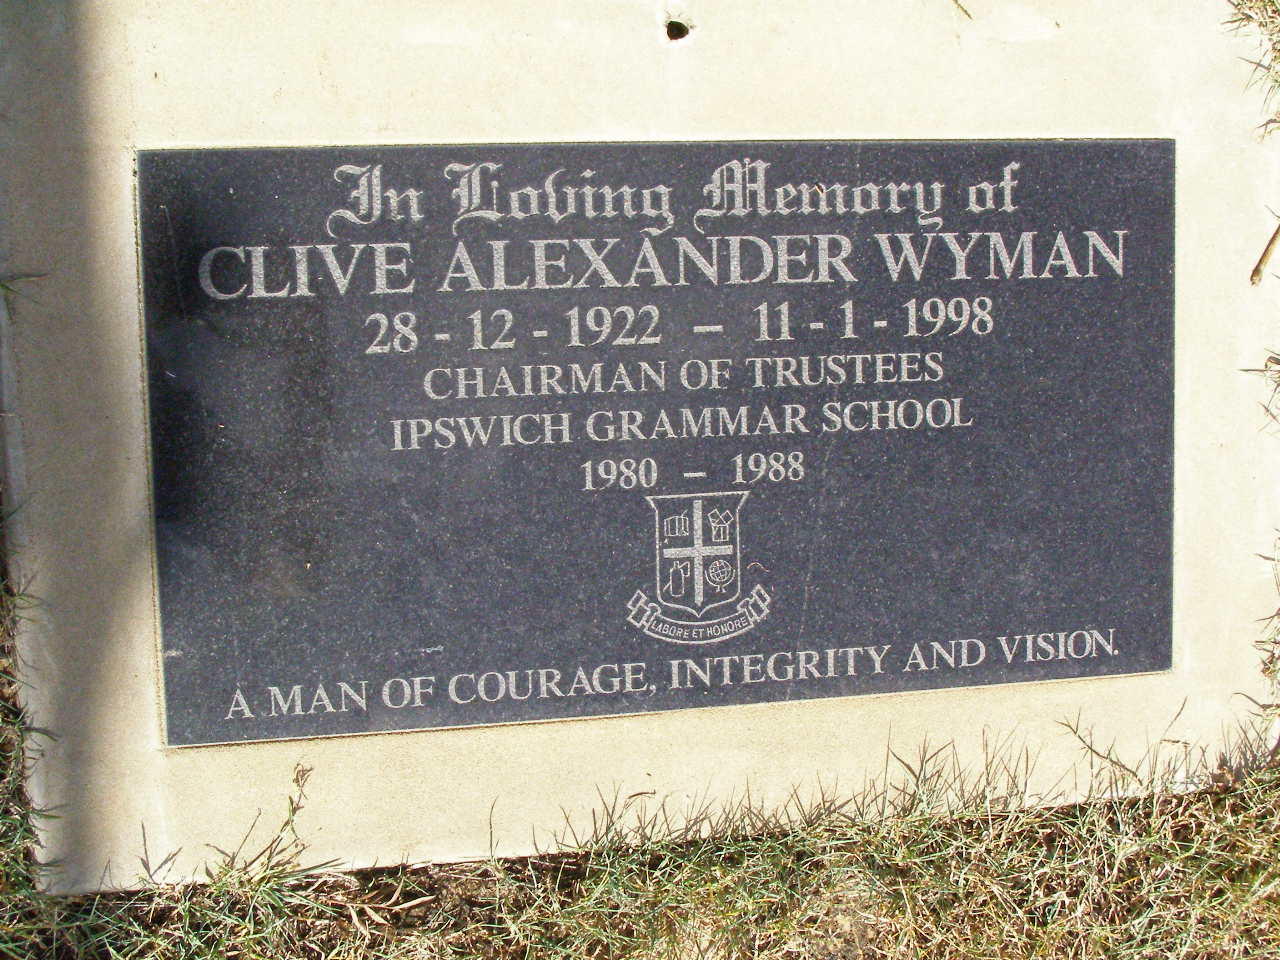 In Loving Memory of
CLIVE ALEXANDER WYMAN
28 - 12 - 1922 – 11 - 1 - 1998
CHAIRMAN OF TRUSTEES
IPSWICH GRAMMAR SCHOOL
1980 – 1988
LABORE ET HONORE
A MAN OF COURAGE, INTEGRITY AND VISION.